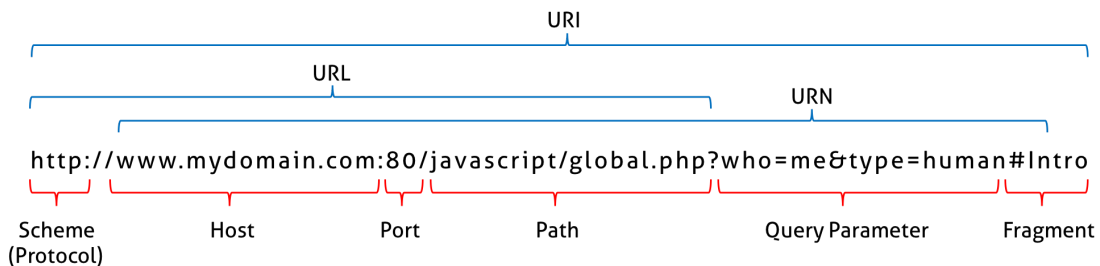 URI
URL
URN
http://www.mydomain.com:80/javascript/global.php?who=me&type=human#Intro
Scheme Host Port Path Query Parameter Fragment
(Protocol)